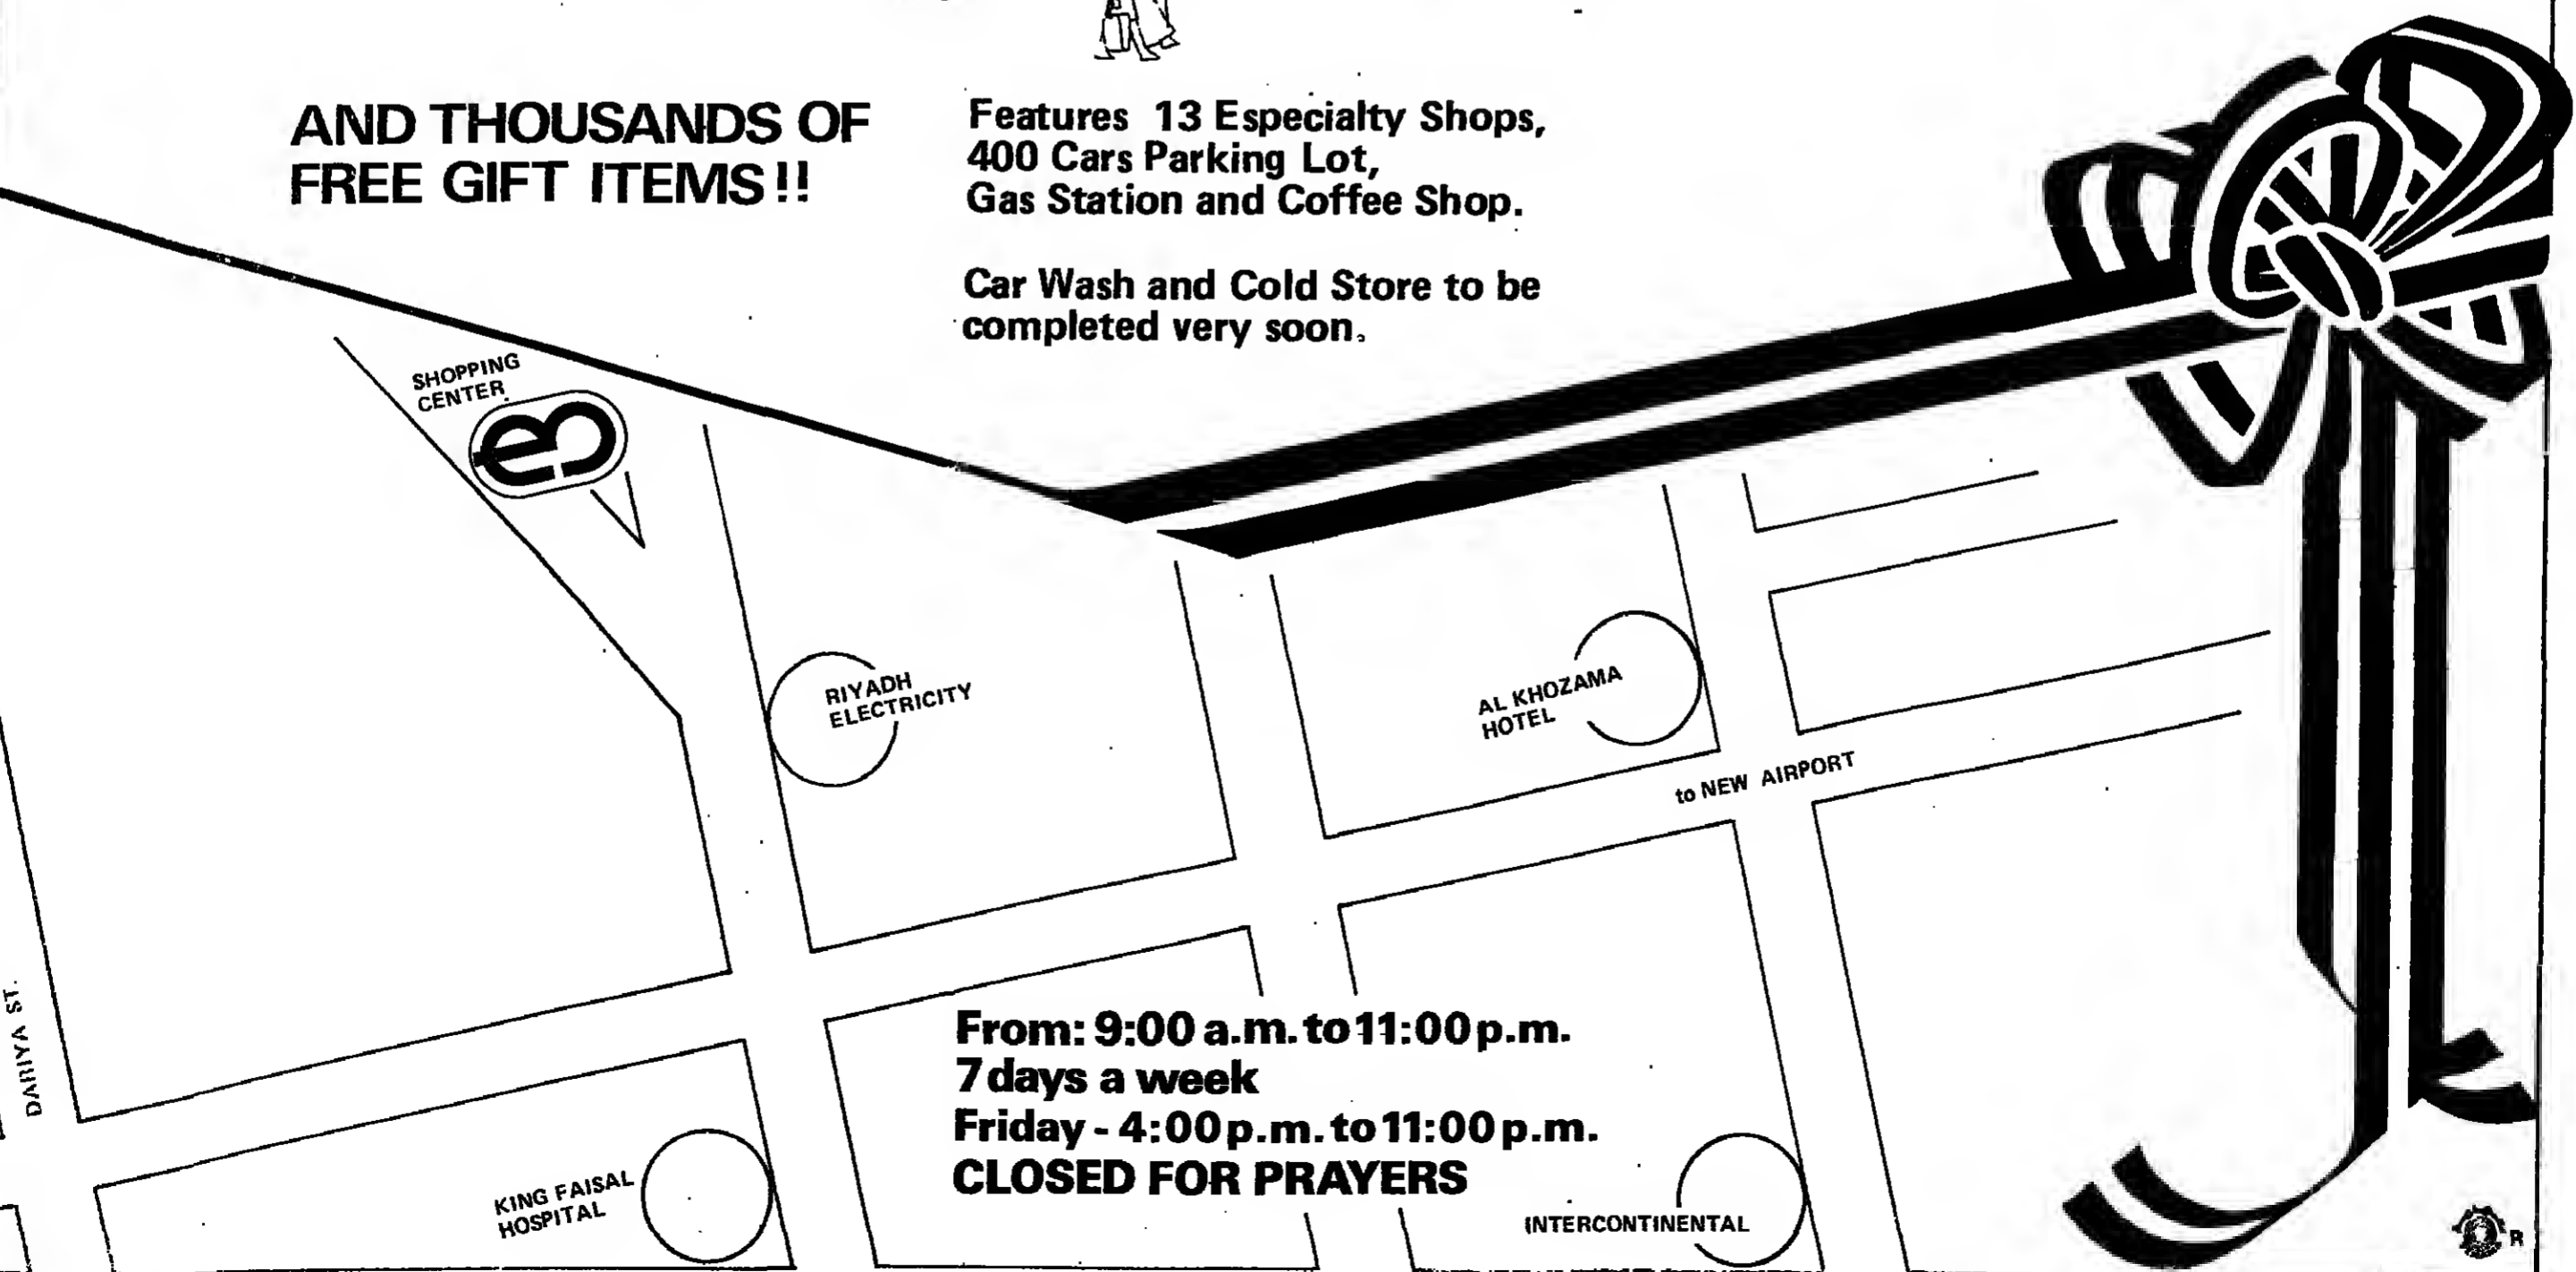 AND THOUSANDS OF
FREE GIFT ITEMS!!
Features 13 Especialty Shops,
400 Cars Parking Lot,
Gas Station and Coffee Shop.
Car Wash and Cold Store to be
completed very soon.
SHOPPING
CENTER
RIYADH
ELECTRICITY
AL KHOZAMA
HOTEL
to NEW AIRPORT
DARIYA ST.
From: 9:00 a.m. to 11:00 p.m.
7 days a week
Friday - 4:00 p.m. to 11:00 p.m.
CLOSED FOR PRAYERS
KING FAISAL
HOSPITAL
INTERCONTINENTAL
R